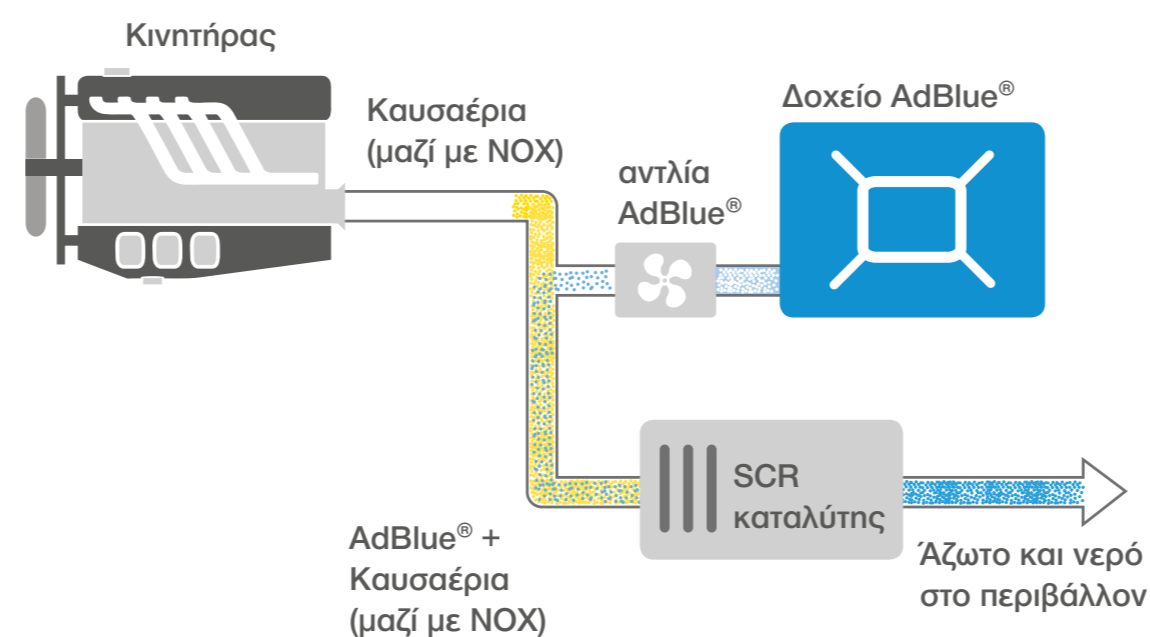 Κινητήρας
Καυσαέρια
(μαζί με NOX)
Δοχείο AdBlue®
αντλία
AdBlue®
SCR
καταλύτης
AdBlue® +
Καυσαέρια
(μαζί με NOX)
Άζωτο και νερό
στο περιβάλλον